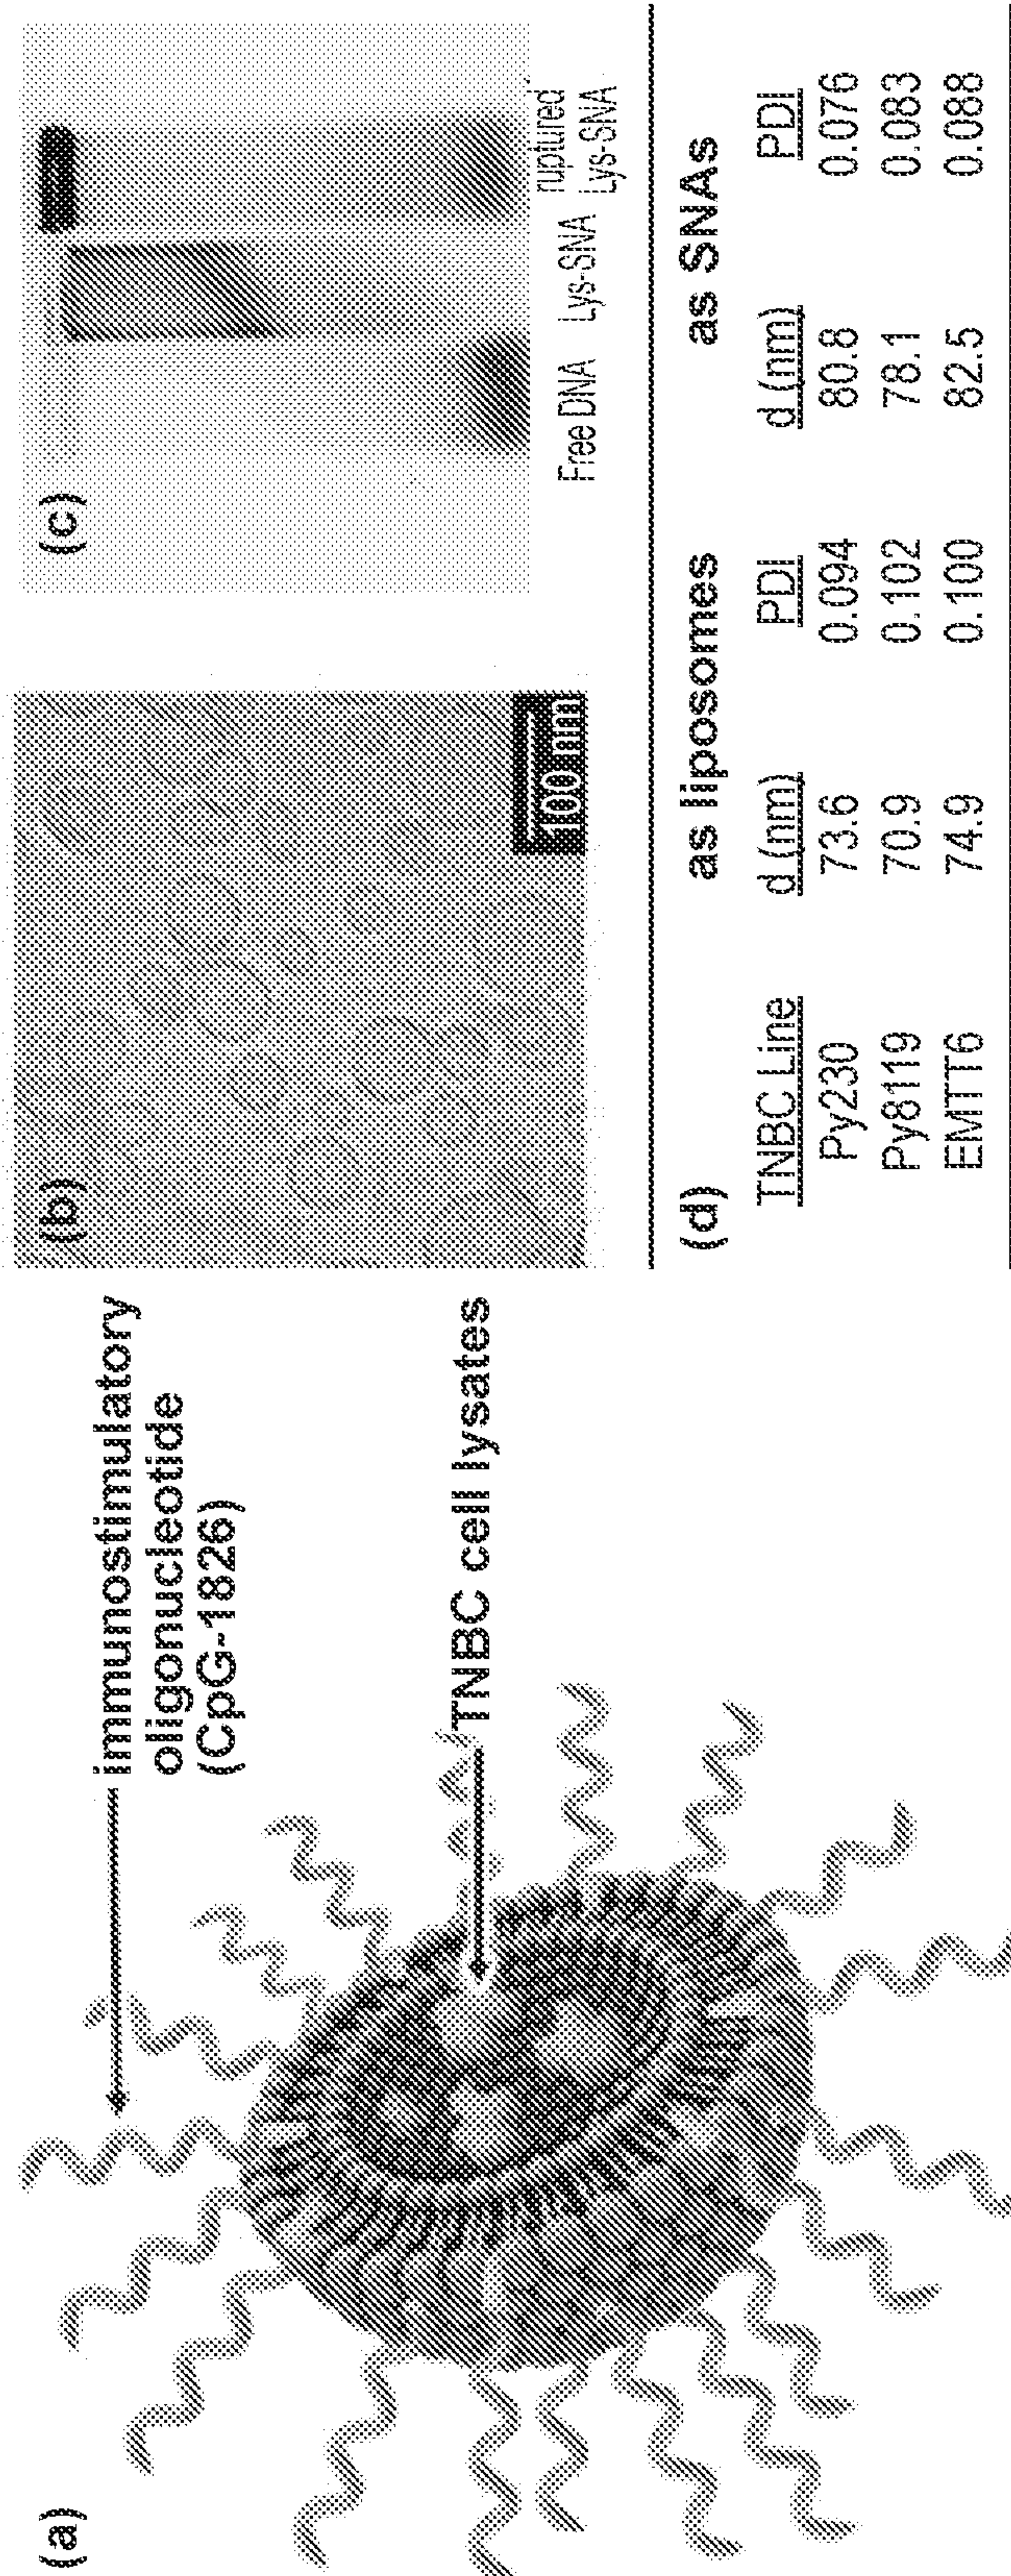 (a)
immunostimulatory
oligonucleotide
(CpG-1826)
TNBC cell lysates
(b)
100 nm
(c)
Free DNA
Lys-SNA
ruptured
Lys-SNA
(d)
as liposomes as SNAs
TNBC Line d (nm) PDI d (nm) PDI
Py230 73.6 0.094 80.8 0.076
Py8119 70.9 0.102 78.1 0.083
EMTT6 74.9 0.100 82.5 0.088